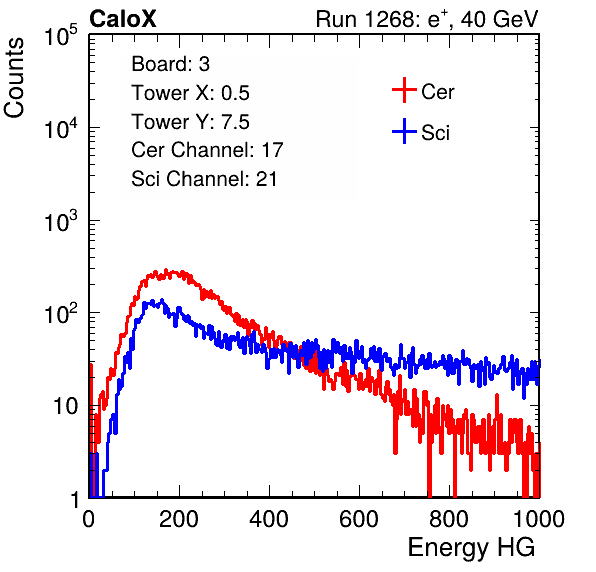 CaloX Run 1268: e⁺, 40 GeV
Counts
10⁵
10⁴
10³
10²
10
1
Board: 3
Tower X: 0.5
Tower Y: 7.5
Cer Channel: 17
Sci Channel: 21
Cer
Sci
0 200 400 600 800 1000
Energy HG